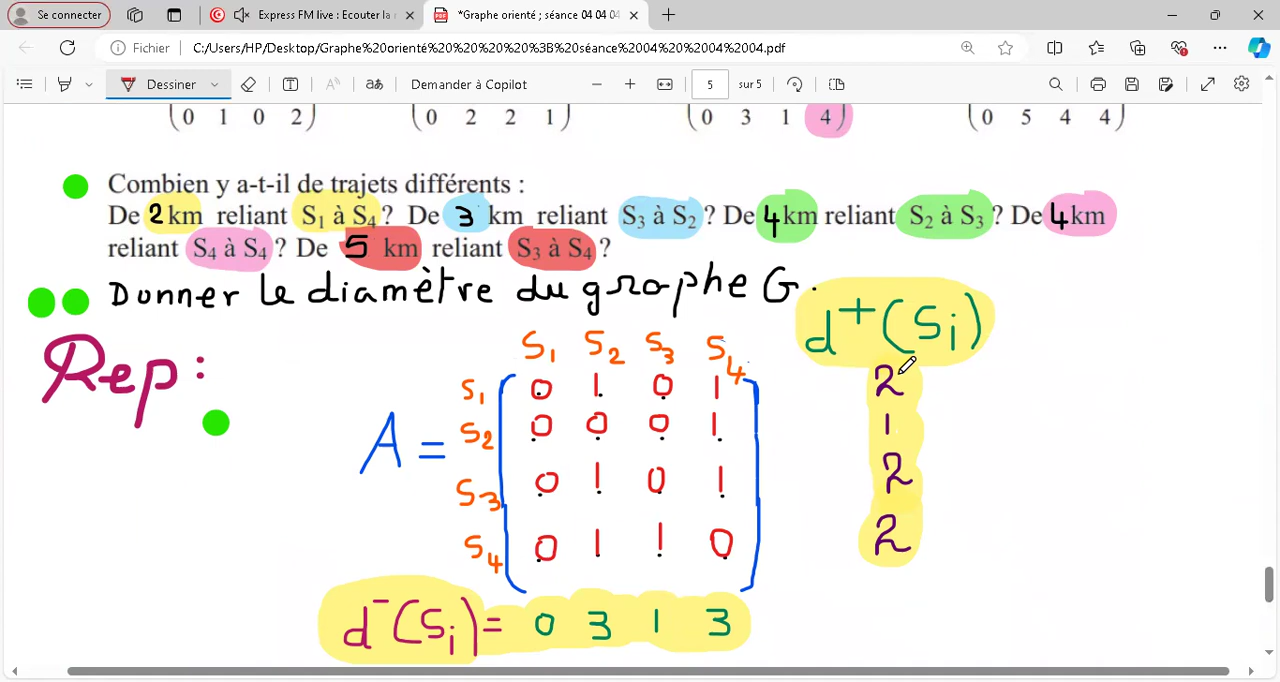 Se connecter
Express FM live : Ecouter la r
*Graphe orienté ; séance 04 04 04
Fichier C:/Users/HP/Desktop/Graphe%20orienté%20%20%20%20%3B%20séance%2004%20%2004%2004.pdf
Dessiner
aあ Demander à Copilot
5 sur 5
0 1 0 2
0 2 2 1
0 3 1 4
0 5 4 4
Combien y a-t-il de trajets différents :
De 2 km reliant S1 à S4 ? De 3 km reliant S3 à S2 ? De 4 km reliant S2 à S3 ? De 4km
reliant S4 à S4 ? De 5 km reliant S3 à S4 ?
Donner le diamètre du graphe G.
d+(Si)
Rep :
S1 S2 S3 S4
S1 0 1 0 1 2
S2 0 0 0 1 1
A =
S3 0 1 0 1 2
S4 0 1 1 0 2
d-(Si) = 0 3 1 3